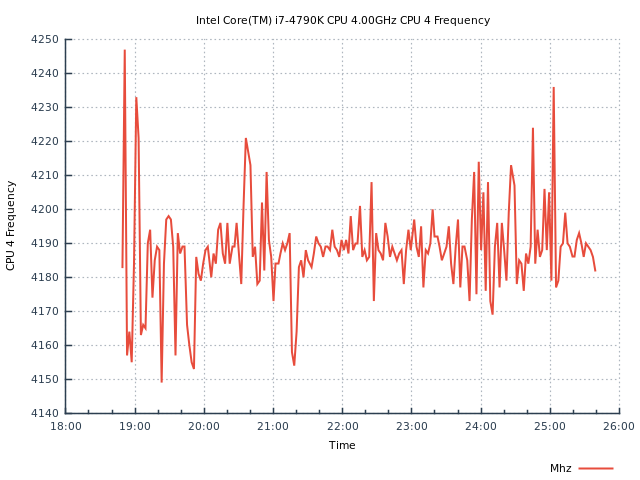 Intel Core(TM) i7-4790K CPU 4.00GHz CPU 4 Frequency
4250
4240
4230
4220
4210
4200
4190
4180
4170
4160
4150
4140
CPU 4 Frequency
18:00 19:00 20:00 21:00 22:00 23:00 24:00 25:00 26:00
Time
Mhz